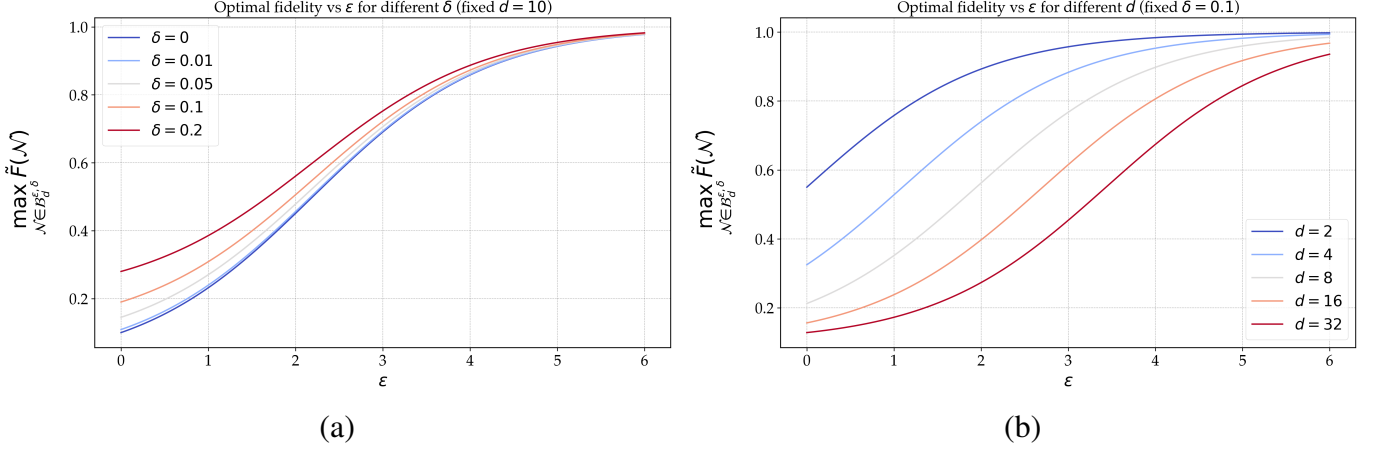 Optimal fidelity vs ε for different δ (fixed d = 10)
1.0
0.8
0.6
0.4
0.2
max F̃(𝒩)
𝒩∈ℬ_d^{ε,δ}
δ = 0
δ = 0.01
δ = 0.05
δ = 0.1
δ = 0.2
0 1 2 3 4 5 6
ε
(a)
Optimal fidelity vs ε for different d (fixed δ = 0.1)
1.0
0.8
0.6
0.4
0.2
max F̃(𝒩)
𝒩∈ℬ_d^{ε,δ}
d = 2
d = 4
d = 8
d = 16
d = 32
0 1 2 3 4 5 6
ε
(b)